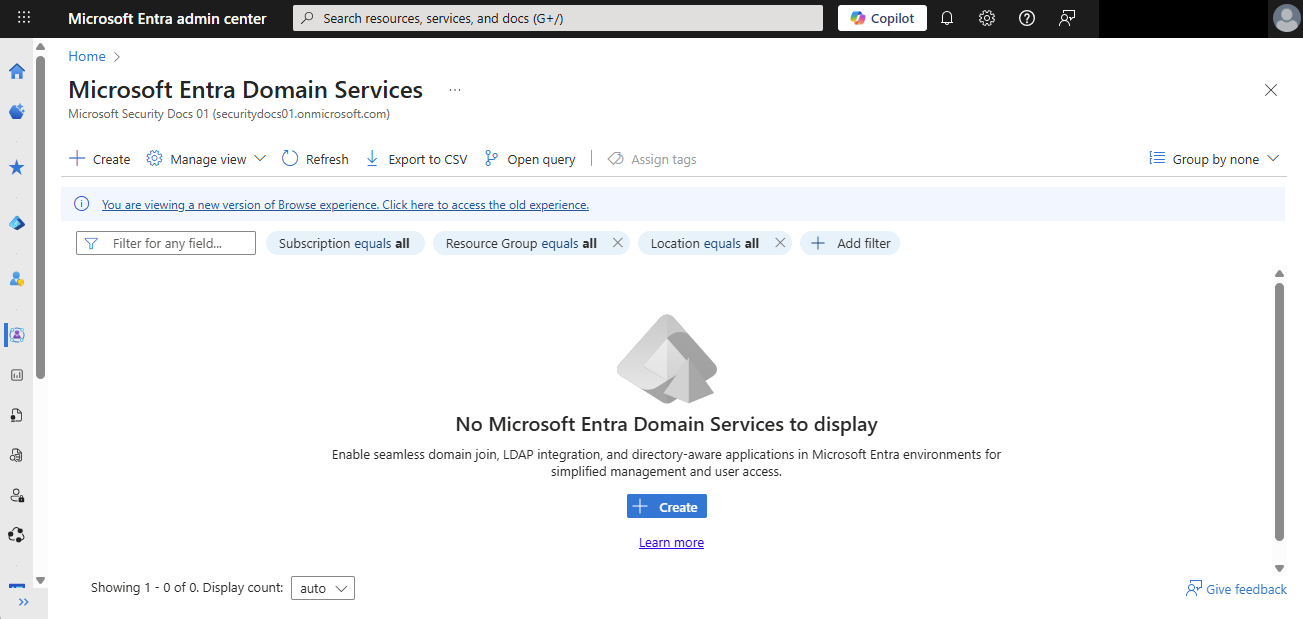 Microsoft Entra admin center
Search resources, services, and docs (G+/)
Copilot
Home
Microsoft Entra Domain Services
Microsoft Security Docs 01 (securitydocs01.onmicrosoft.com)
Create
Manage view
Refresh
Export to CSV
Open query
Assign tags
Group by none
You are viewing a new version of Browse experience. Click here to access the old experience.
Filter for any field...
Subscription equals all
Resource Group equals all
Location equals all
Add filter
No Microsoft Entra Domain Services to display
Enable seamless domain join, LDAP integration, and directory-aware applications in Microsoft Entra environments for
simplified management and user access.
Create
Learn more
Showing 1 - 0 of 0. Display count:
auto
Give feedback